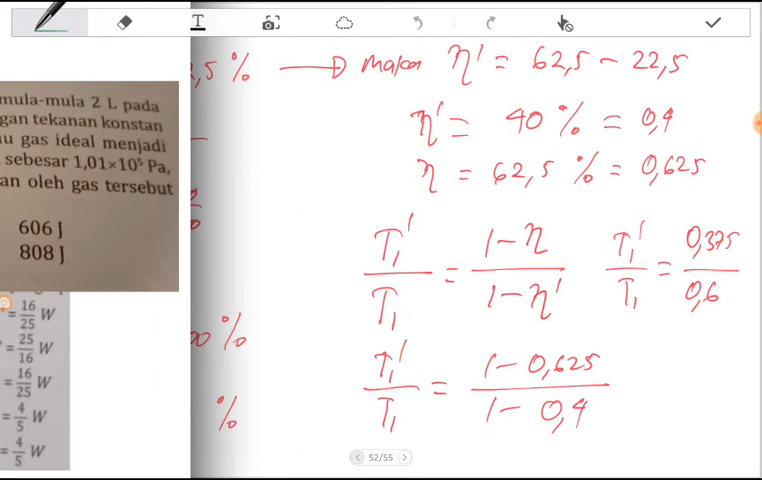 T
,5 % → maka η' = 62,5 - 22,5
mula-mula 2 L pada
gan tekanan konstan
u gas ideal menjadi
sebesar 1,01×10⁵ Pa,
an oleh gas tersebut
606 J
808 J
η' = 40 % = 0,4
η = 62,5 % = 0,625
T₁'/T₁ = 1-η/1-η' T₁'/T₁ = 0,375/0,6
= 16/25 W
= 25/16 W
= 16/25 W
= 4/5 W
= 4/5 W
00 %
%
T₁'/T₁ = 1-0,625/1-0,4
52/55